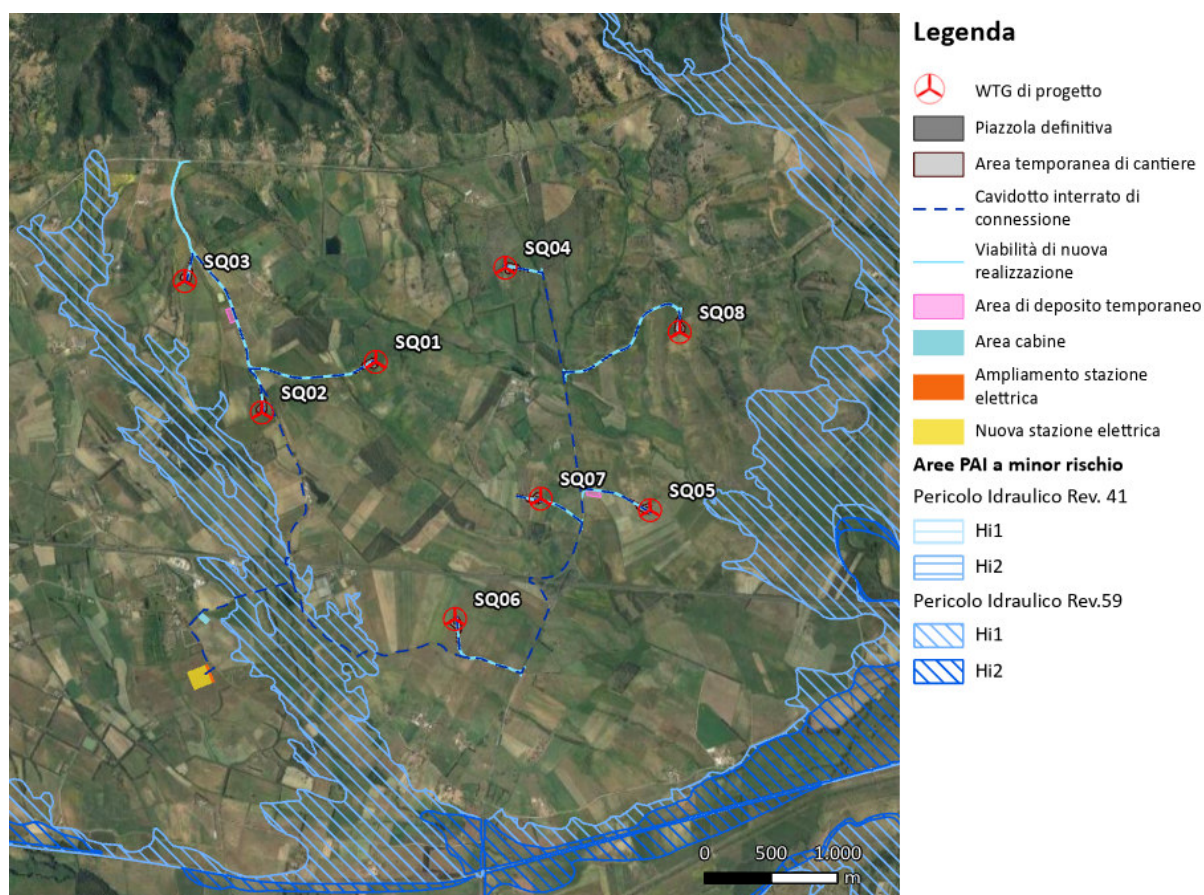 SQ03
SQ04
SQ08
SQ01
SQ02
SQ07
SQ05
SQ06
0 500 1.000
m
Legenda
WTG di progetto
Piazzola definitiva
Area temporanea di cantiere
Cavidotto interrato di
connessione
Viabilità di nuova
realizzazione
Area di deposito temporaneo
Area cabine
Ampliamento stazione
elettrica
Nuova stazione elettrica
Aree PAI a minor rischio
Pericolo Idraulico Rev. 41
Hi1
Hi2
Pericolo Idraulico Rev.59
Hi1
Hi2